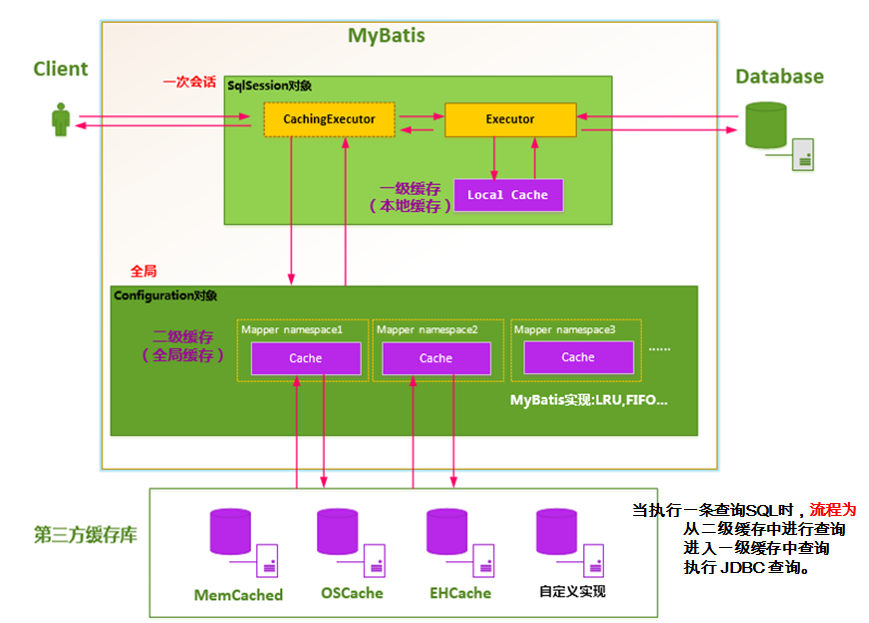 MyBatis
Client
一次会话
SqlSession对象
Database
CachingExecutor
Executor
一级缓存
（本地缓存）
Local Cache
全局
Configuration对象
二级缓存
（全局缓存）
Mapper namespace1
Mapper namespace2
Mapper namespace3
Cache
Cache
Cache
......
MyBatis实现:LRU,FIFO...
第三方缓存库
MemCached
OSCache
EHCache
自定义实现
当执行一条查询SQL时，流程为
从二级缓存中进行查询
进入一级缓存中查询
执行 JDBC 查询。